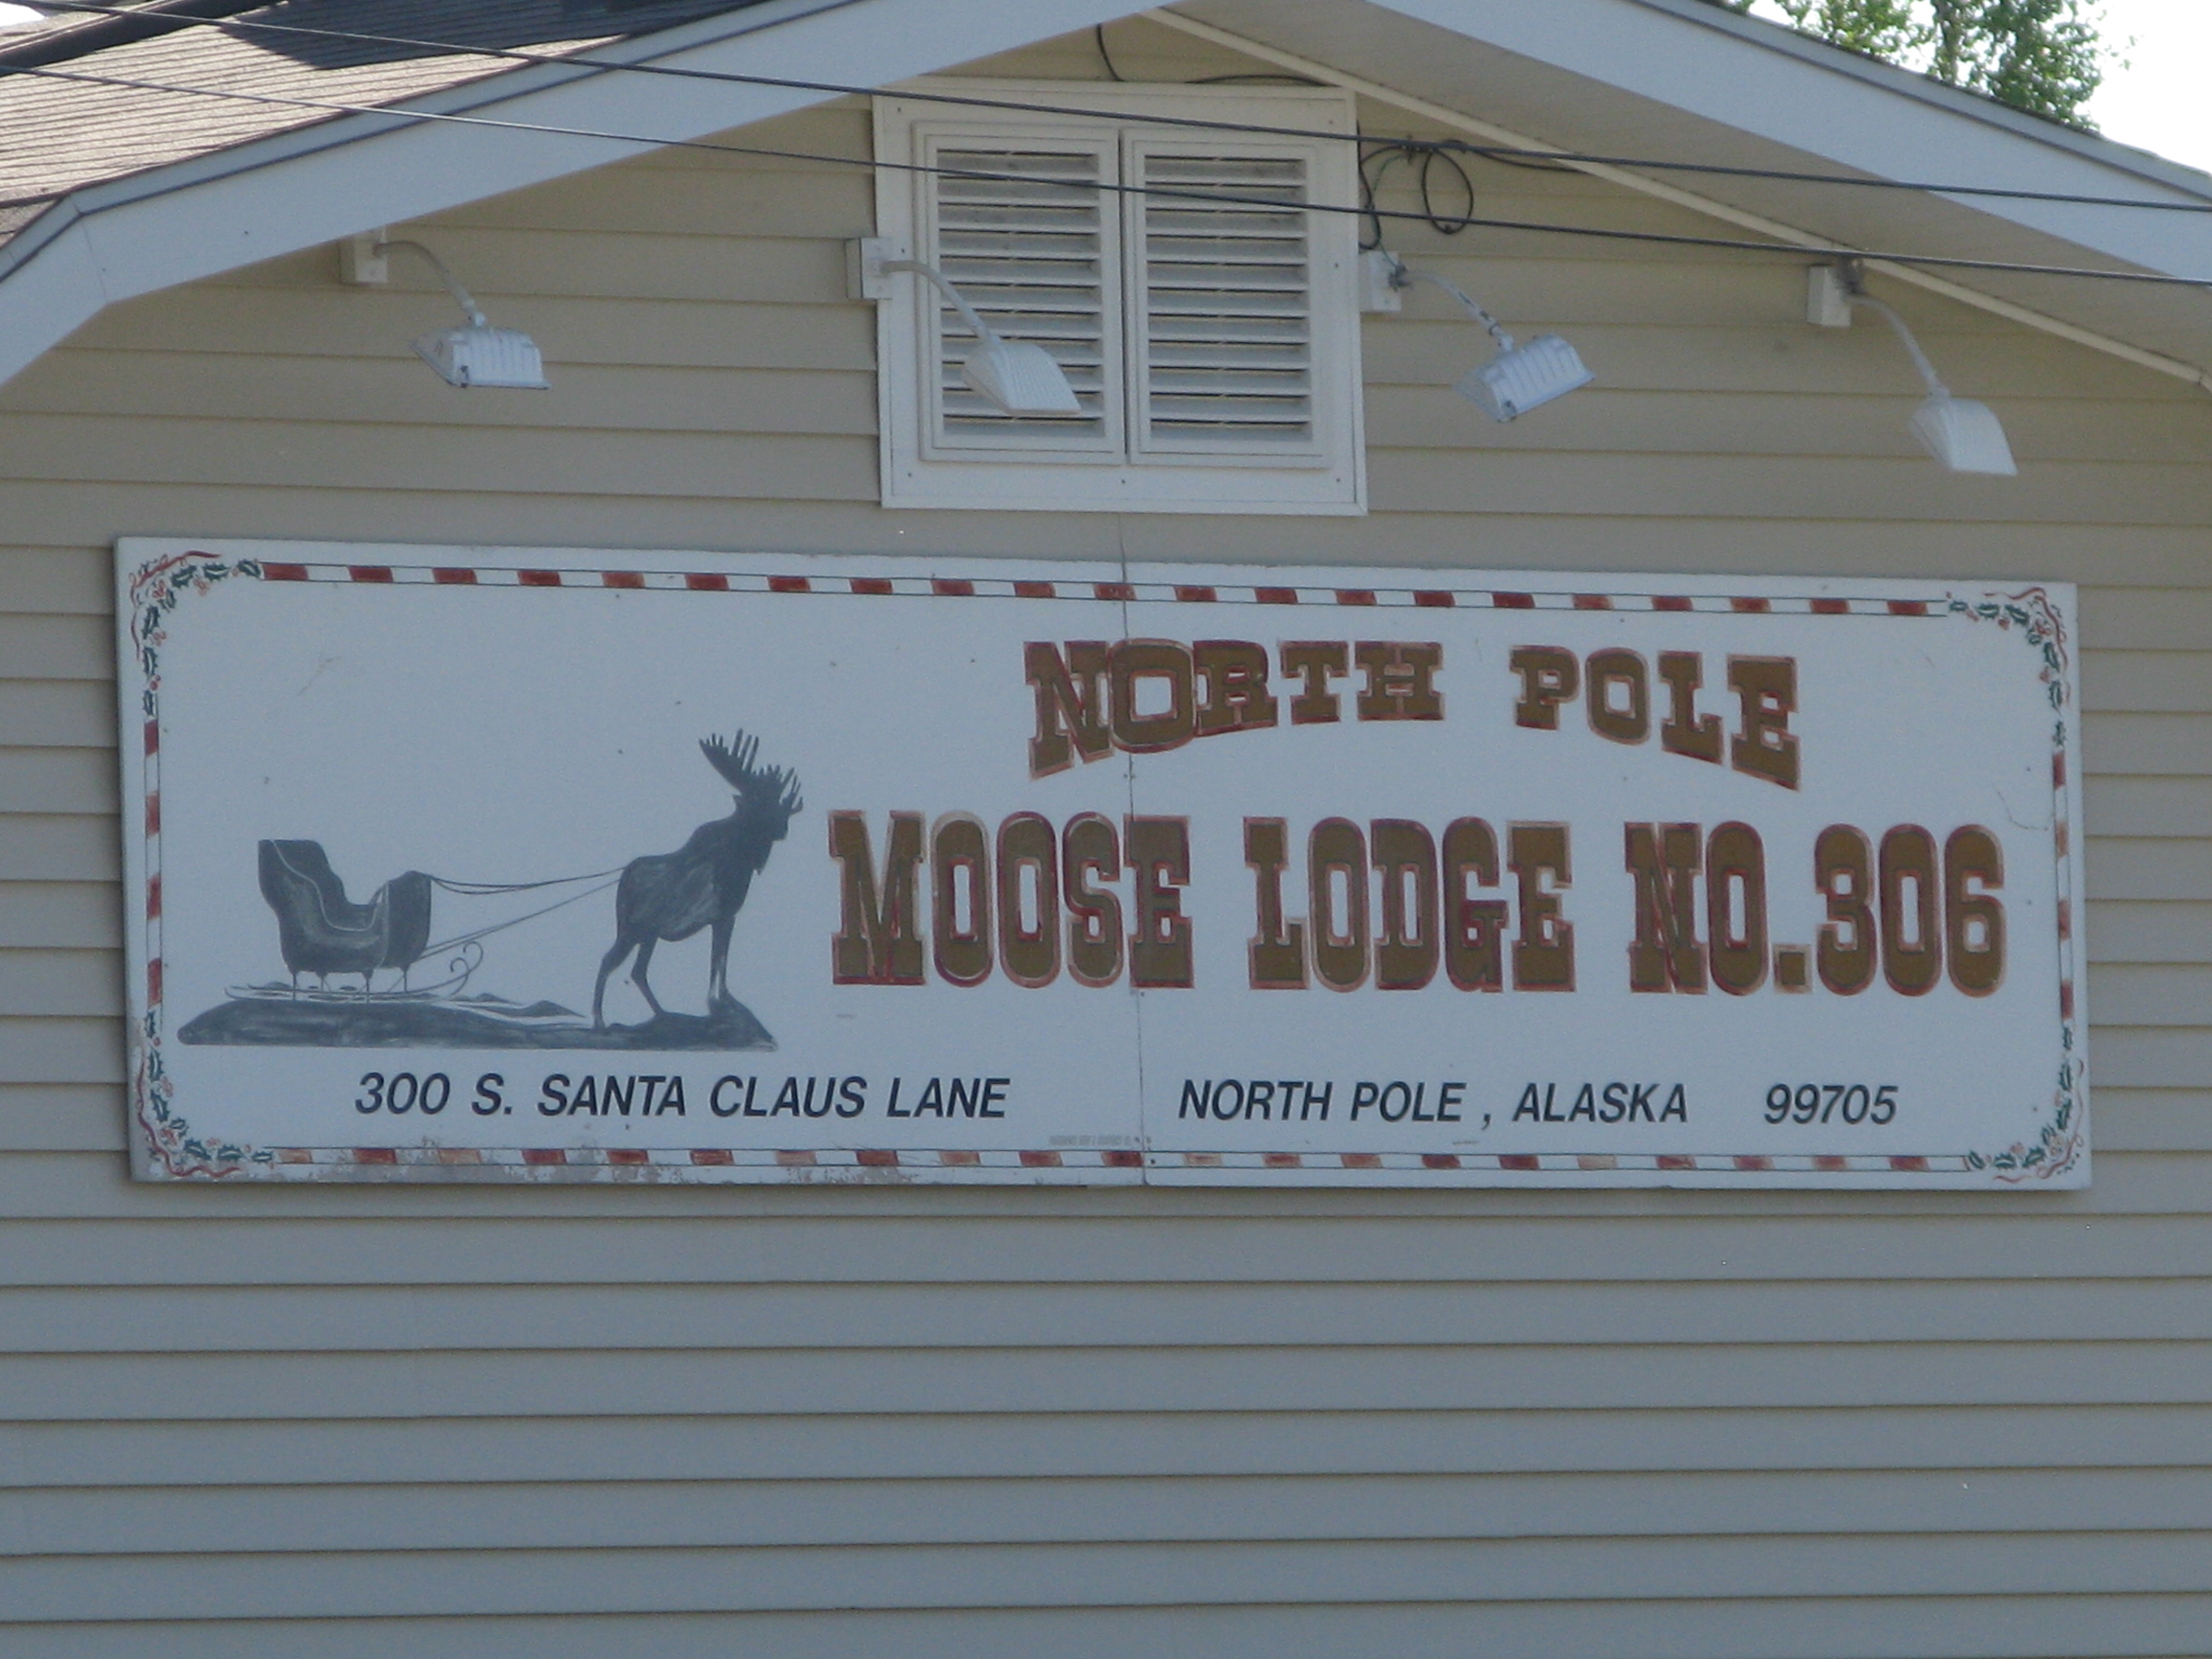 NORTH POLE
MOOSE LODGE NO.306
300 S. SANTA CLAUS LANE NORTH POLE , ALASKA 99705